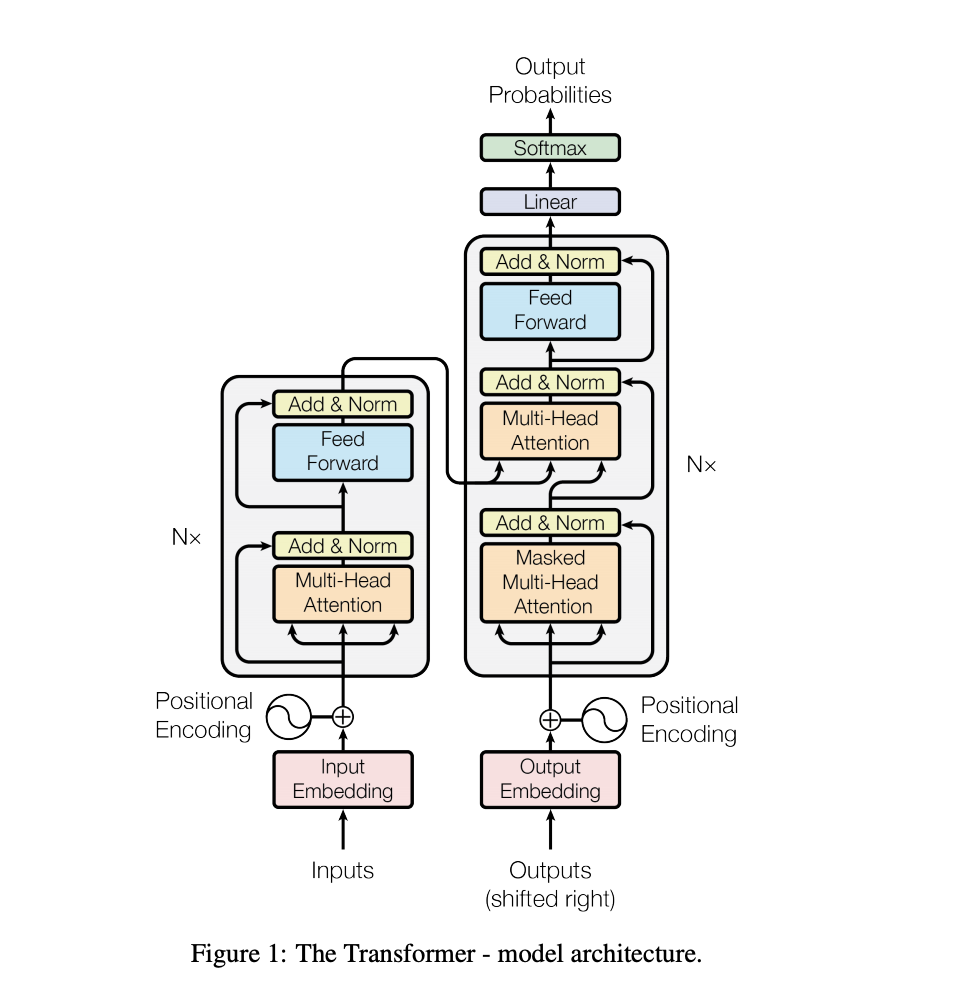 Output
Probabilities
Softmax
Linear
Add & Norm
Feed
Forward
Add & Norm
Multi-Head
Attention
Add & Norm
Masked
Multi-Head
Attention
Nx
Add & Norm
Feed
Forward
Add & Norm
Multi-Head
Attention
Nx
Positional
Encoding
Positional
Encoding
Input
Embedding
Output
Embedding
Inputs
Outputs
(shifted right)
Figure 1: The Transformer - model architecture.